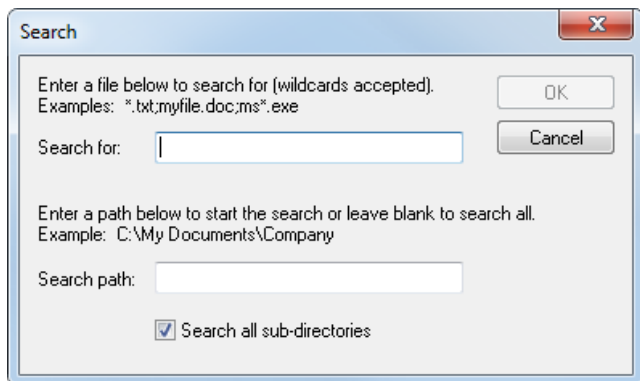 Search
Enter a file below to search for (wildcards accepted).
Examples:  *.txt;myfile.doc;ms*.exe
OK
Search for:
Cancel
Enter a path below to start the search or leave blank to search all.
Example:  C:\My Documents\Company
Search path:
Search all sub-directories